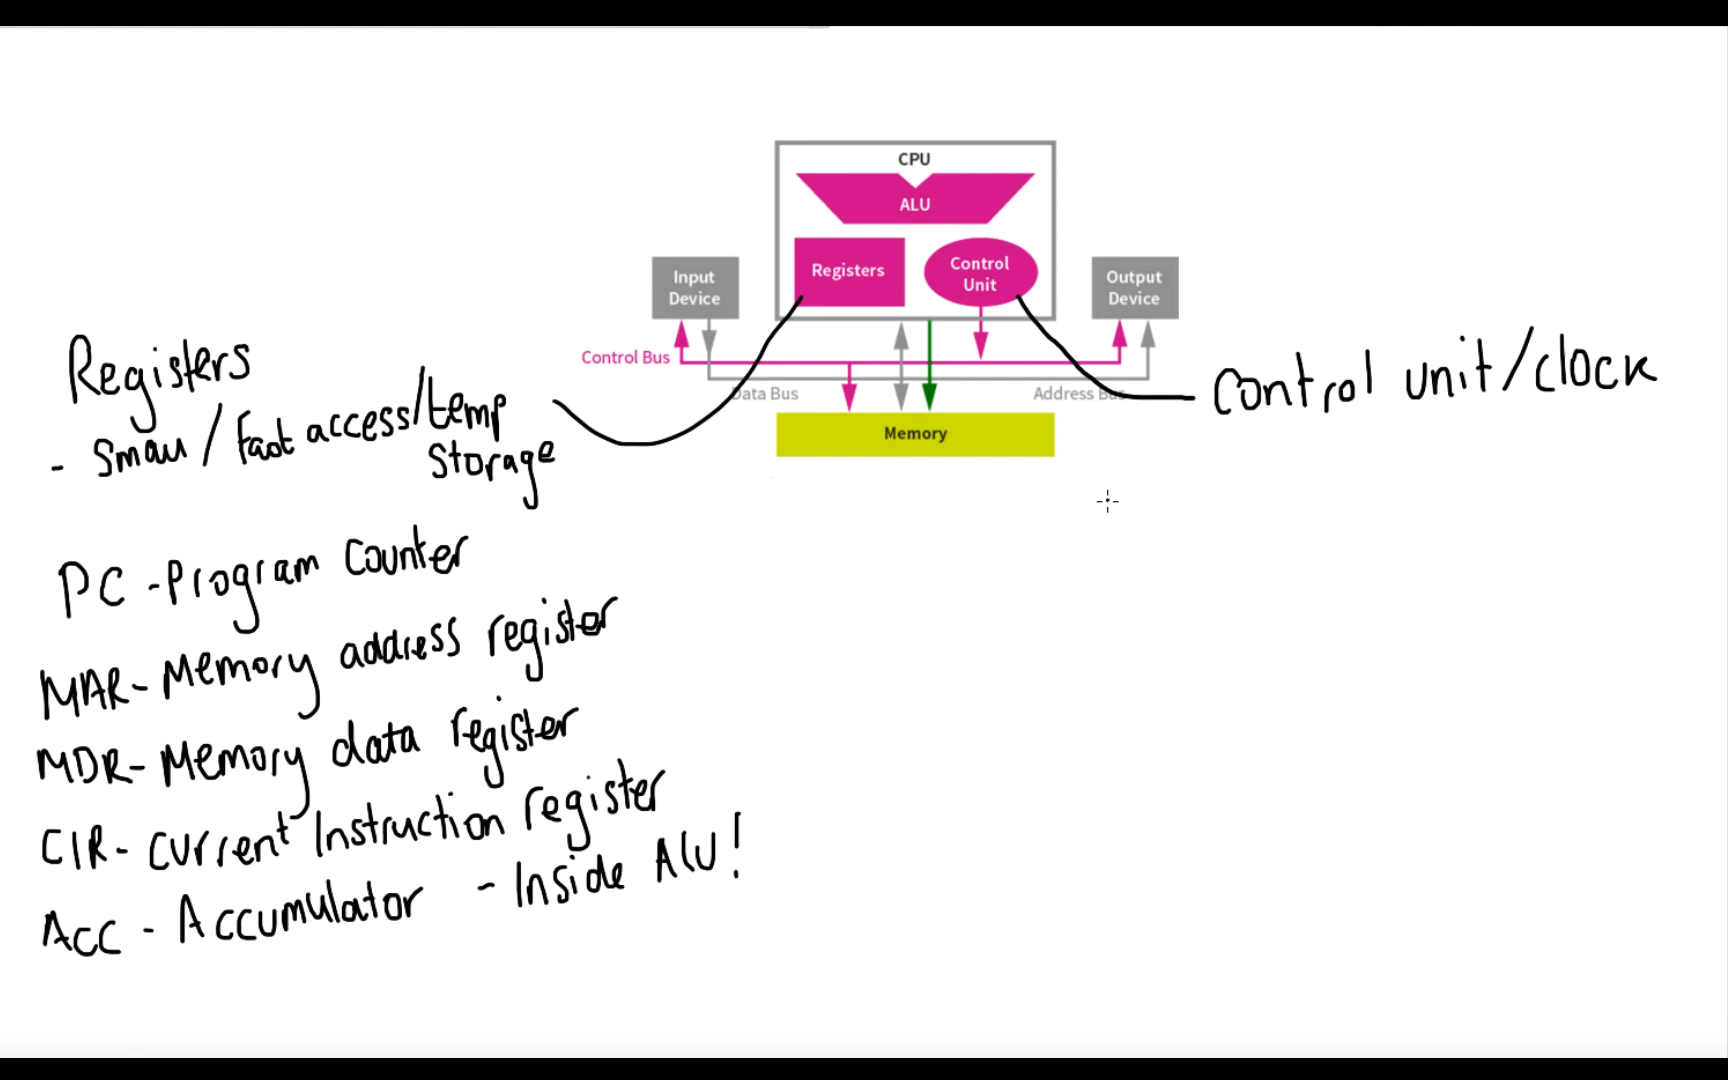 CPU
ALU
Registers
Control
Unit
Input
Device
Output
Device
Control Bus
Data Bus
Address Bus
Memory
Registers
- Small / Fast access/temp
Storage
Control unit/clock
PC - Program Counter
MAR- Memory address register
MDR- Memory data register
CIR- Current Instruction register
ACC - Accumulator - Inside ALU!